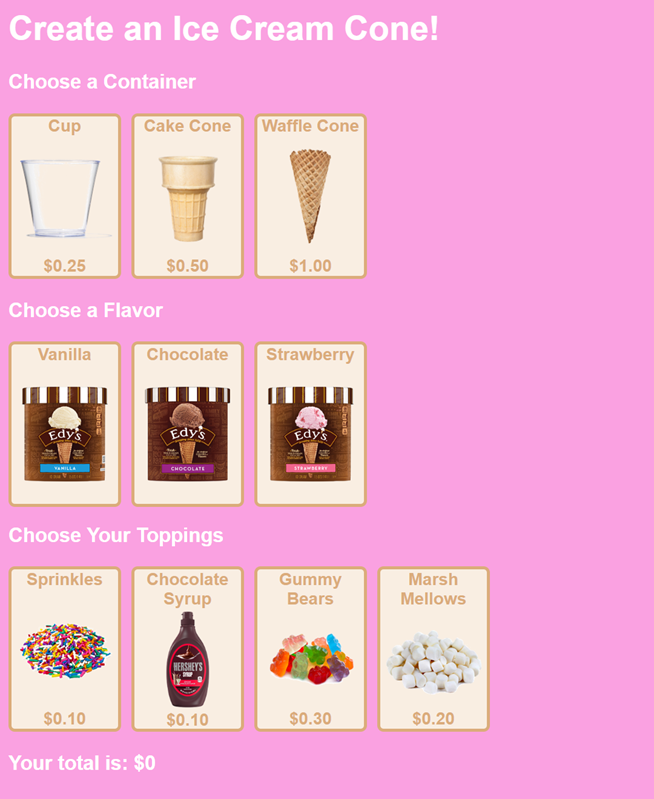 Create an Ice Cream Cone!
Choose a Container
Cup
Cake Cone
Waffle Cone
$0.25
$0.50
$1.00
Choose a Flavor
Vanilla
Chocolate
Strawberry
Edy's
Edy's
Edy's
VANILLA
CHOCOLATE
STRAWBERRY
Choose Your Toppings
Sprinkles
Chocolate
Syrup
Gummy
Bears
Marsh
Mellows
HERSHEY'S
SYRUP
$0.10
$0.10
$0.30
$0.20
Your total is: $0